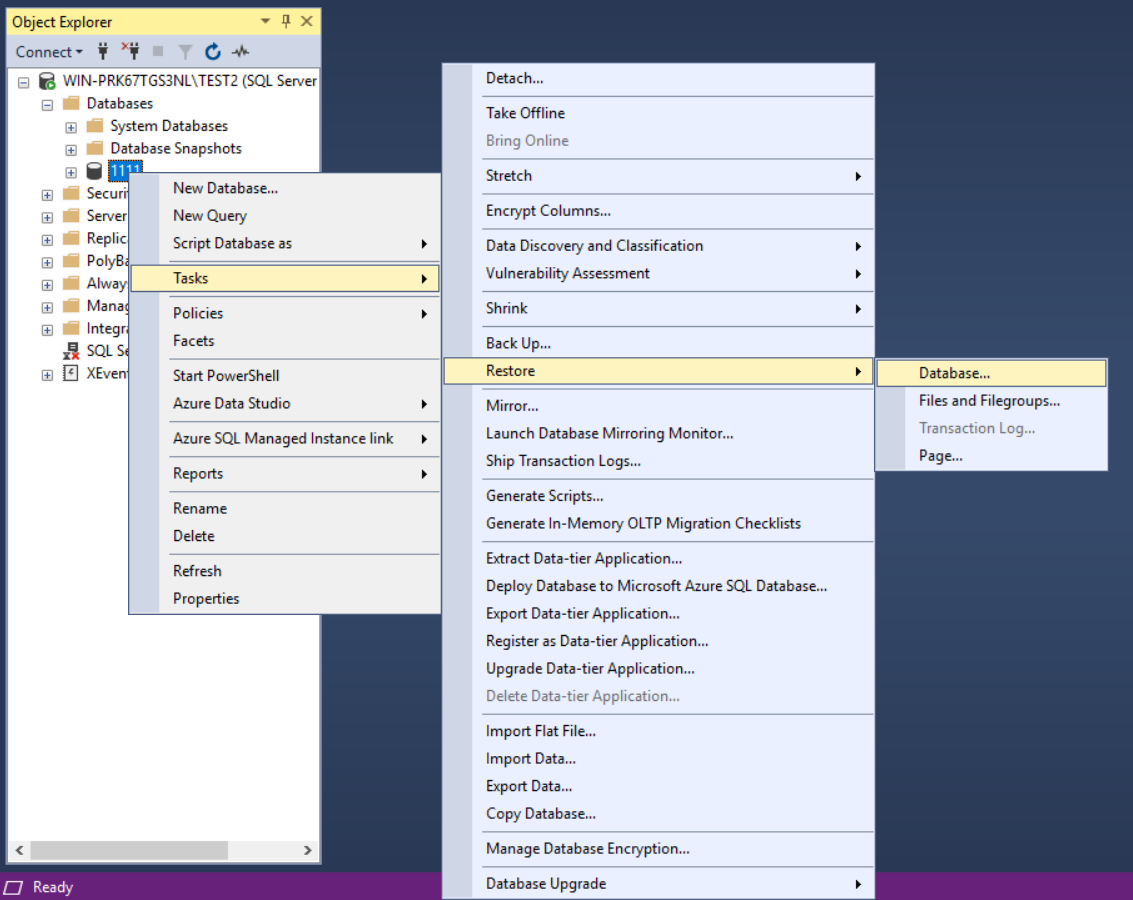 Object Explorer
Connect
WIN-PRK67TGS3NL\TEST2 (SQL Server
Databases
System Databases
Database Snapshots
1111
Securi
Server
Replic
PolyBa
Always
Manag
Integra
SQL Se
XEven
New Database...
New Query
Script Database as
Tasks
Policies
Facets
Start PowerShell
Azure Data Studio
Azure SQL Managed Instance link
Reports
Rename
Delete
Refresh
Properties
Detach...
Take Offline
Bring Online
Stretch
Encrypt Columns...
Data Discovery and Classification
Vulnerability Assessment
Shrink
Back Up...
Restore
Mirror...
Launch Database Mirroring Monitor...
Ship Transaction Logs...
Generate Scripts...
Generate In-Memory OLTP Migration Checklists
Extract Data-tier Application...
Deploy Database to Microsoft Azure SQL Database...
Export Data-tier Application...
Register as Data-tier Application...
Upgrade Data-tier Application...
Delete Data-tier Application...
Import Flat File...
Import Data...
Export Data...
Copy Database...
Manage Database Encryption...
Database Upgrade
Database...
Files and Filegroups...
Transaction Log...
Page...
Ready